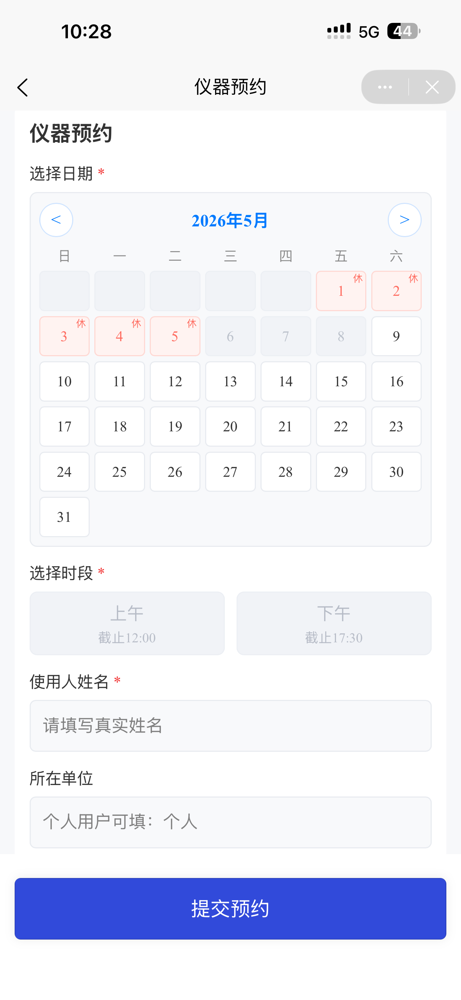 10:28 5G 44
仪器预约
仪器预约
选择日期 *
< 2026年5月 >
日 一 二 三 四 五 六
休 休
1 2
休 休 休
3 4 5 6 7 8 9
10 11 12 13 14 15 16
17 18 19 20 21 22 23
24 25 26 27 28 29 30
31
选择时段 *
上午 下午
截止12:00 截止17:30
使用人姓名 *
请填写真实姓名
所在单位
个人用户可填：个人
提交预约